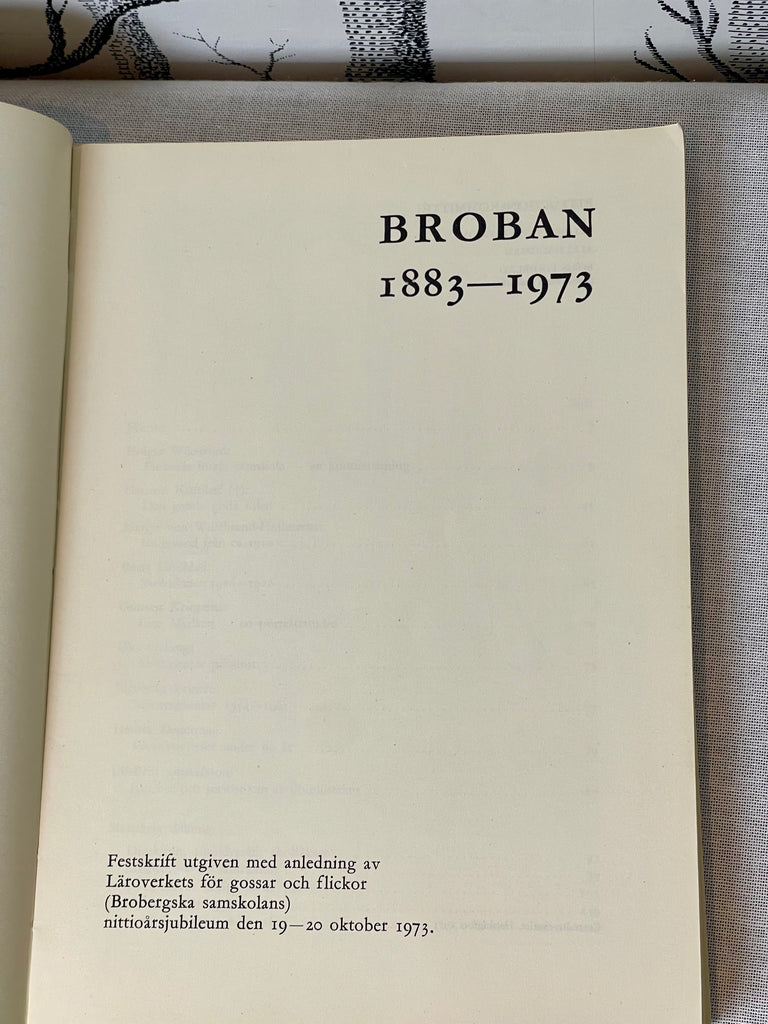 BROBAN
1883—1973
Festskrift utgiven med anledning av
Läroverkets för gossar och flickor
(Brobergska samskolans)
nittioårsjubileum den 19—20 oktober 1973.